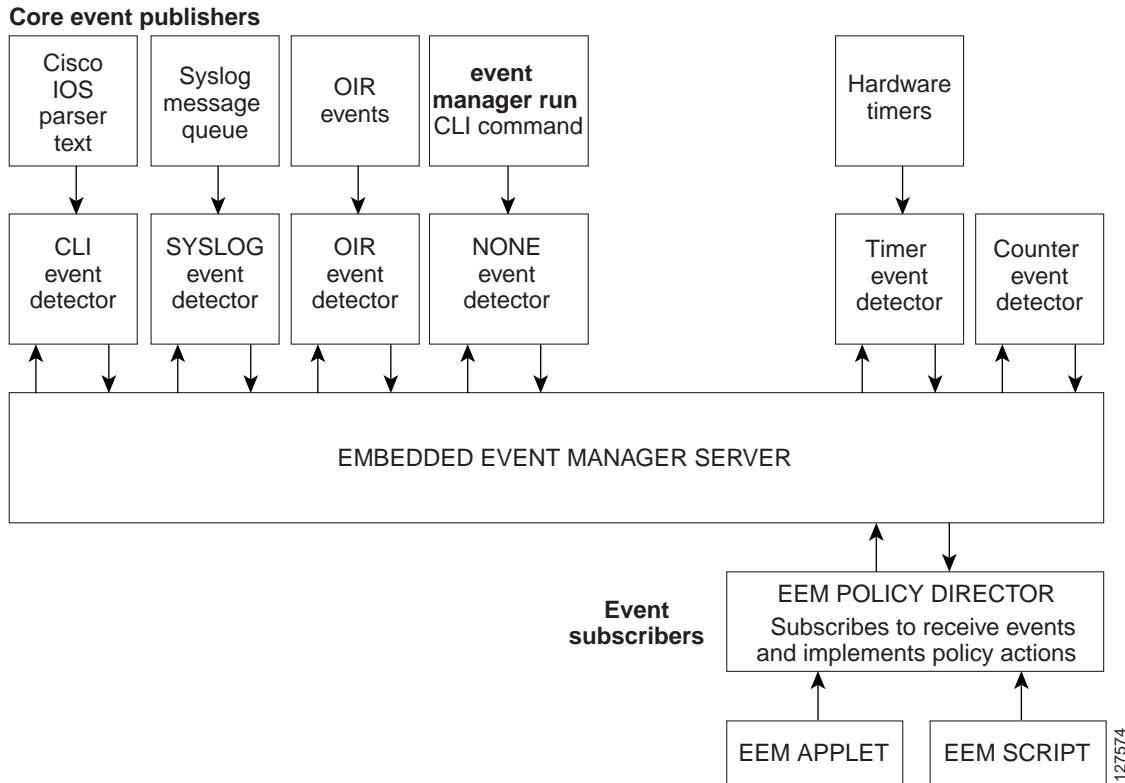 Core event publishers
Cisco
IOS
parser
text
Syslog
message
queue
OIR
events
event
manager run
CLI command
Hardware
timers
CLI
event
detector
SYSLOG
event
detector
OIR
event
detector
NONE
event
detector
Timer
event
detector
Counter
event
detector
EMBEDDED EVENT MANAGER SERVER
Event
subscribers
EEM POLICY DIRECTOR
Subscribes to receive events
and implements policy actions
EEM APPLET
EEM SCRIPT
127574